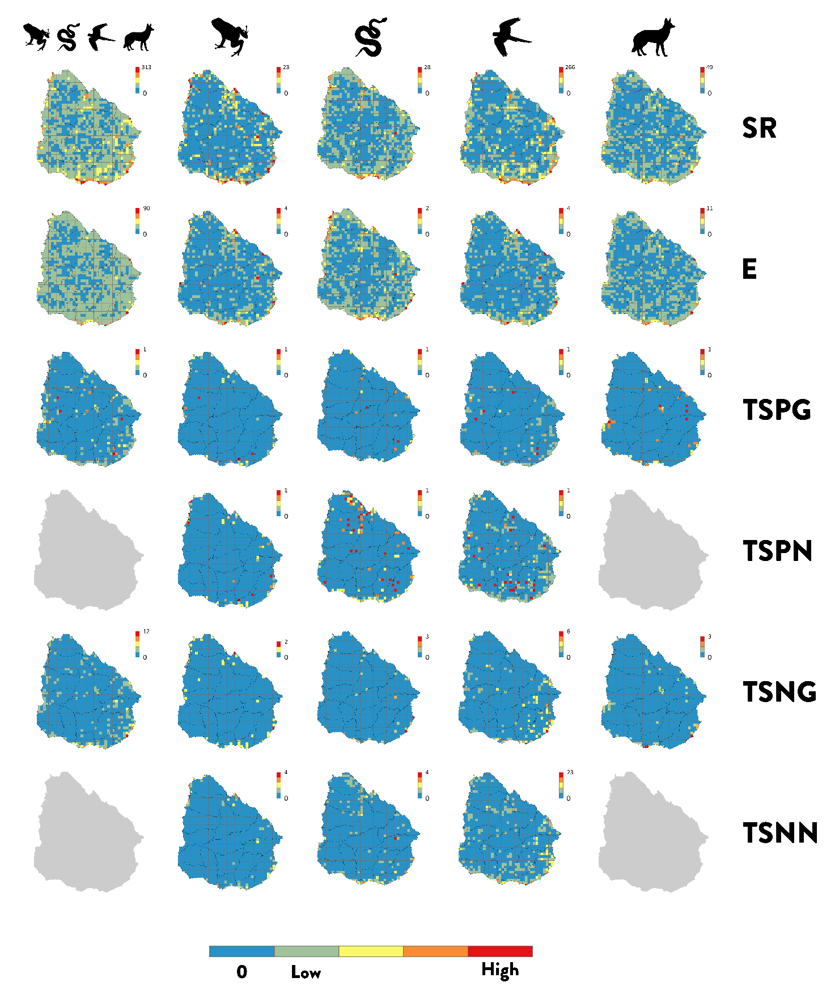 313 23 28 266 49
0 0 0 0 0
SR
90 4 2 4 11
0 0 0 0 0
E
1 1 1 1 1
0 0 0 0 0
TSPG
1 1 1
0 0 0
TSPN
12 2 3 6 3
0 0 0 0 0
TSNG
4 4 23
0 0 0
TSNN
0 Low High